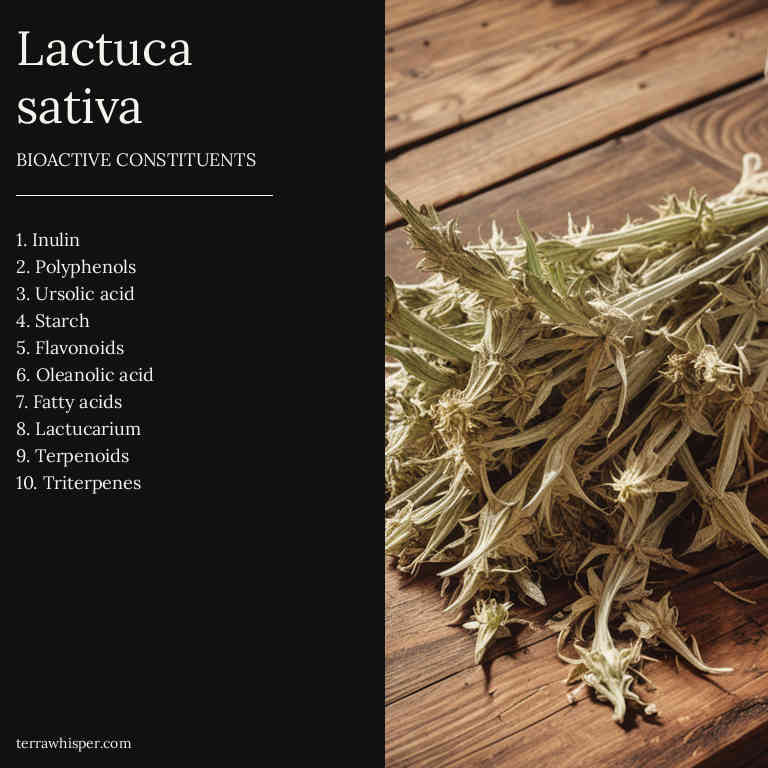 Lactuca
sativa
BIOACTIVE CONSTITUENTS
1. Inulin
2. Polyphenols
3. Ursolic acid
4. Starch
5. Flavonoids
6. Oleanolic acid
7. Fatty acids
8. Lactucarium
9. Terpenoids
10. Triterpenes
terrawhisper.com